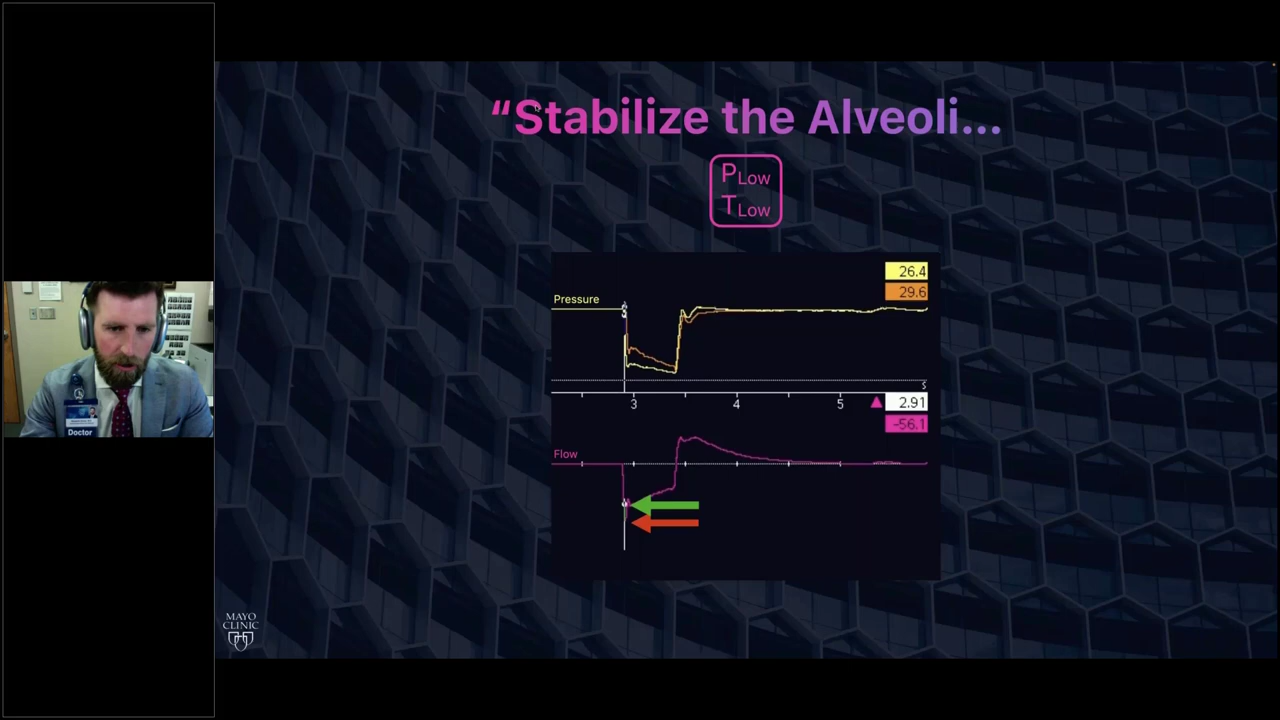 “Stabilize the Alveoli...
PLow
TLow
26.4
29.6
Pressure
s
3
4
5
2.91
-56.1
Flow
Doctor
MAYO
CLINIC